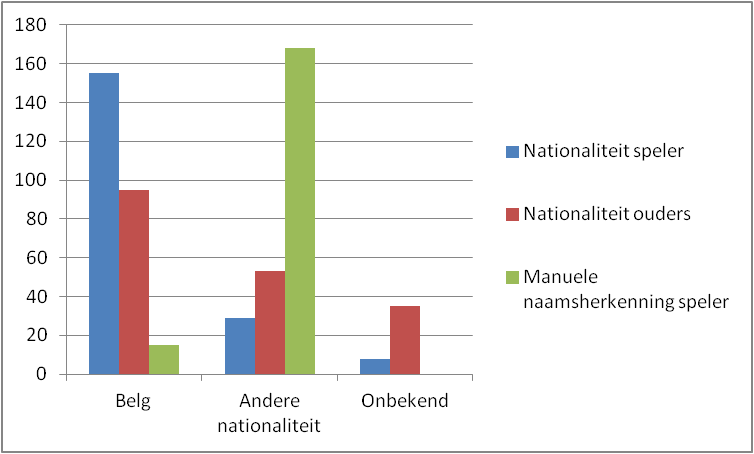 180
160
140
120
100
80
60
40
20
0
Belg
Andere
nationaliteit
Onbekend
Nationaliteit speler
Nationaliteit ouders
Manuele
naamsherkenning speler